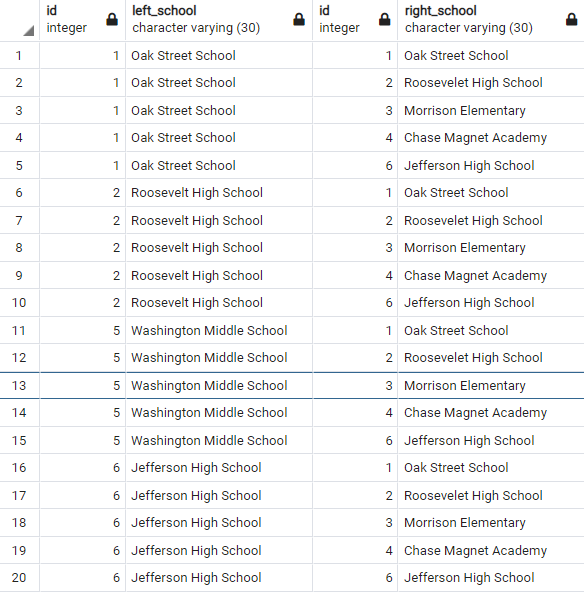 id left_school id right_school
integer character varying (30) integer character varying (30)
1 1 Oak Street School 1 Oak Street School
2 1 Oak Street School 2 Roosevelet High School
3 1 Oak Street School 3 Morrison Elementary
4 1 Oak Street School 4 Chase Magnet Academy
5 1 Oak Street School 6 Jefferson High School
6 2 Roosevelt High School 1 Oak Street School
7 2 Roosevelt High School 2 Roosevelet High School
8 2 Roosevelt High School 3 Morrison Elementary
9 2 Roosevelt High School 4 Chase Magnet Academy
10 2 Roosevelt High School 6 Jefferson High School
11 5 Washington Middle School 1 Oak Street School
12 5 Washington Middle School 2 Roosevelet High School
13 5 Washington Middle School 3 Morrison Elementary
14 5 Washington Middle School 4 Chase Magnet Academy
15 5 Washington Middle School 6 Jefferson High School
16 6 Jefferson High School 1 Oak Street School
17 6 Jefferson High School 2 Roosevelet High School
18 6 Jefferson High School 3 Morrison Elementary
19 6 Jefferson High School 4 Chase Magnet Academy
20 6 Jefferson High School 6 Jefferson High School